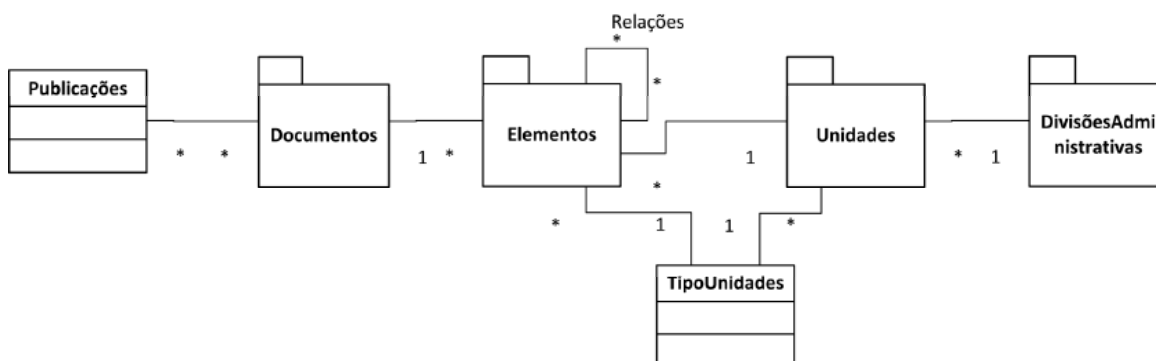 Relações
*
*
Publicações
Documentos
Elementos
Unidades
DivisõesAdmi
nistrativas
* *
1 *
1
* 1
*
*
1
1
*
TipoUnidades